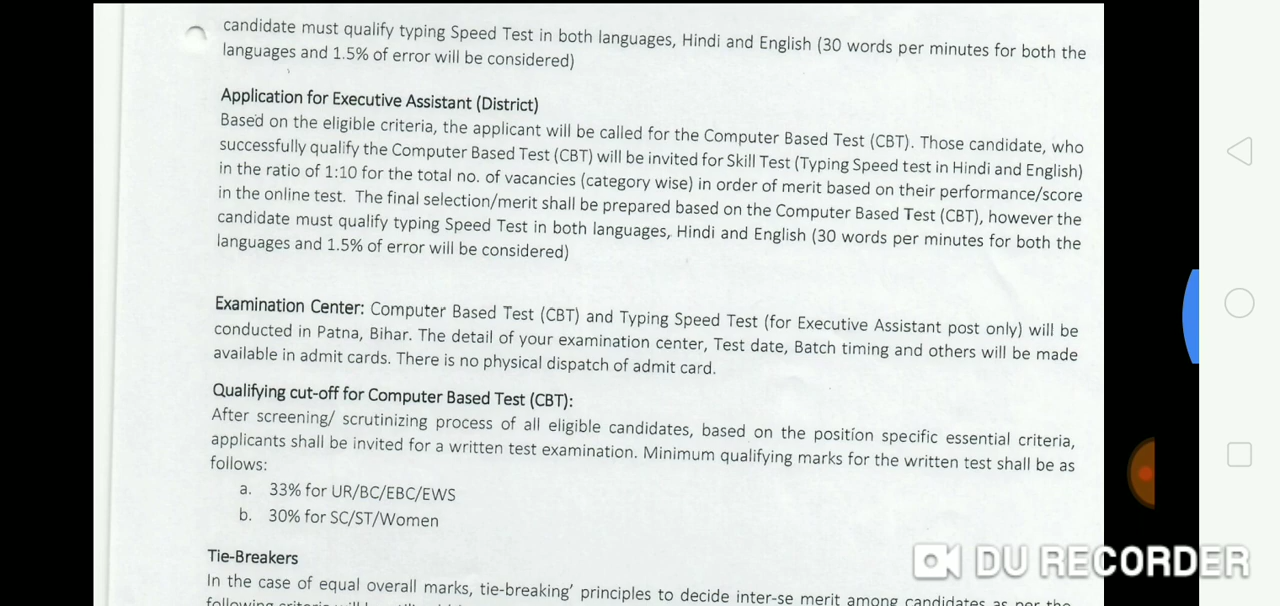 candidate must qualify typing Speed Test in both languages, Hindi and English (30 words per minutes for both the
languages and 1.5% of error will be considered)
Application for Executive Assistant (District)
Based on the eligible criteria, the applicant will be called for the Computer Based Test (CBT). Those candidate, who
successfully qualify the Computer Based Test (CBT) will be invited for Skill Test (Typing Speed test in Hindi and English)
in the ratio of 1:10 for the total no. of vacancies (category wise) in order of merit based on their performance/score
in the online test. The final selection/merit shall be prepared based on the Computer Based Test (CBT), however the
candidate must qualify typing Speed Test in both languages, Hindi and English (30 words per minutes for both the
languages and 1.5% of error will be considered)
Examination Center: Computer Based Test (CBT) and Typing Speed Test (for Executive Assistant post only) will be
conducted in Patna, Bihar. The detail of your examination center, Test date, Batch timing and others will be made
available in admit cards. There is no physical dispatch of admit card.
Qualifying cut-off for Computer Based Test (CBT):
After screening/ scrutinizing process of all eligible candidates, based on the position specific essential criteria,
applicants shall be invited for a written test examination. Minimum qualifying marks for the written test shall be as
follows:
a. 33% for UR/BC/EBC/EWS
b. 30% for SC/ST/Women
Tie-Breakers
In the case of equal overall marks, tie-breaking' principles to decide inter-se merit among candidates as per the
following criteria will be
DU RECORDER